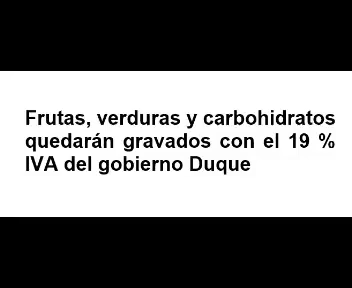 Frutas, verduras y carbohidratos
quedarán gravados con el 19 %
IVA del gobierno Duque